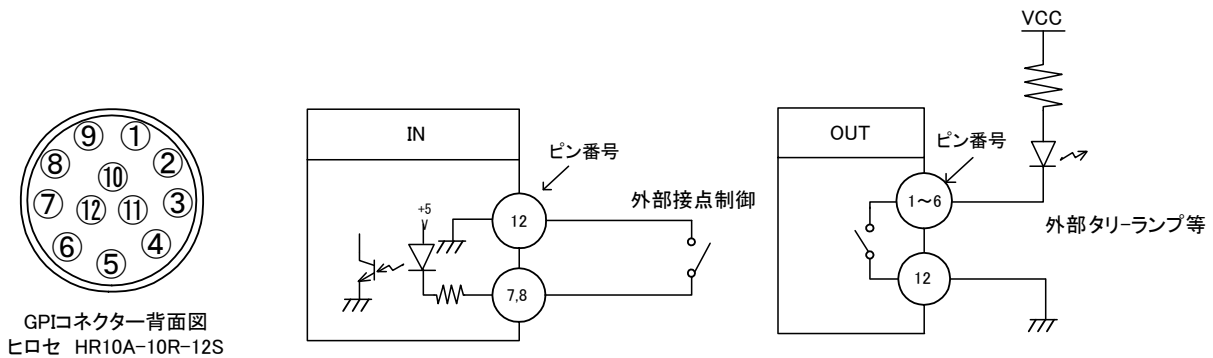 ⑨ ①
⑧ ②
⑩
⑦ ⑫ ⑪ ③
⑥ ④
⑤
GPIコネクター背面図
ヒロセ HR10A-10R-12S
IN
ピン番号
+5
V
12
外部接点制御
7,8
VCC
OUT
ピン番号
1~6
外部タリーランプ等
12